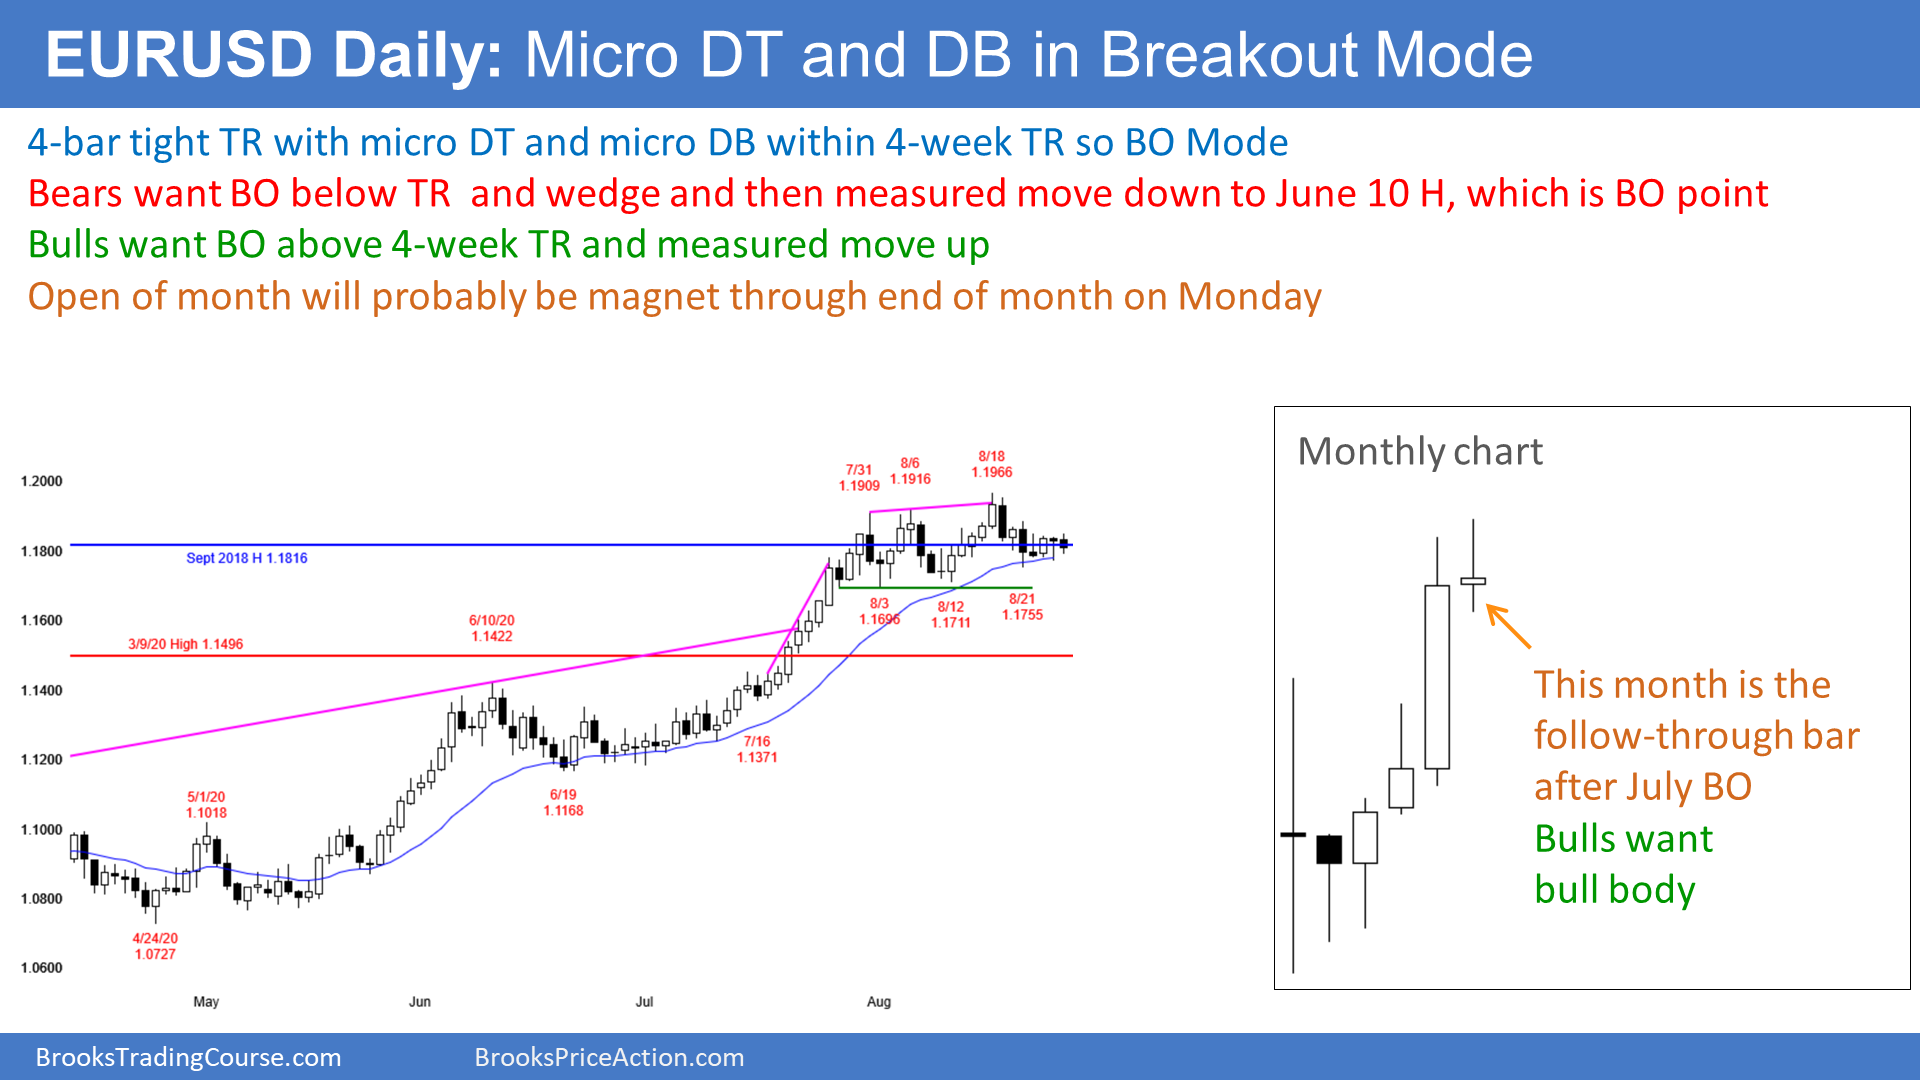 EURUSD Daily: Micro DT and DB in Breakout Mode
4-bar tight TR with micro DT and micro DB within 4-week TR so BO Mode
Bears want BO below TR  and wedge and then measured move down to June 10 H, which is BO point
Bulls want BO above 4-week TR and measured move up
Open of month will probably be magnet through end of month on Monday
1.2000
1.1800
1.1600
1.1400
1.1200
1.1000
1.0800
1.0600
Sept 2018 H 1.1816
3/9/20 High 1.1496
5/1/20
1.1018
4/24/20
1.0727
6/10/20
1.1422
6/19
1.1168
7/16
1.1371
7/31
1.1909
8/6
1.1916
8/18
1.1966
8/3
1.1696
8/12
1.1711
8/21
1.1755
May
Jun
Jul
Aug
Monthly chart
This month is the
follow-through bar
after July BO
Bulls want
bull body
BrooksTradingCourse.com
BrooksPriceAction.com